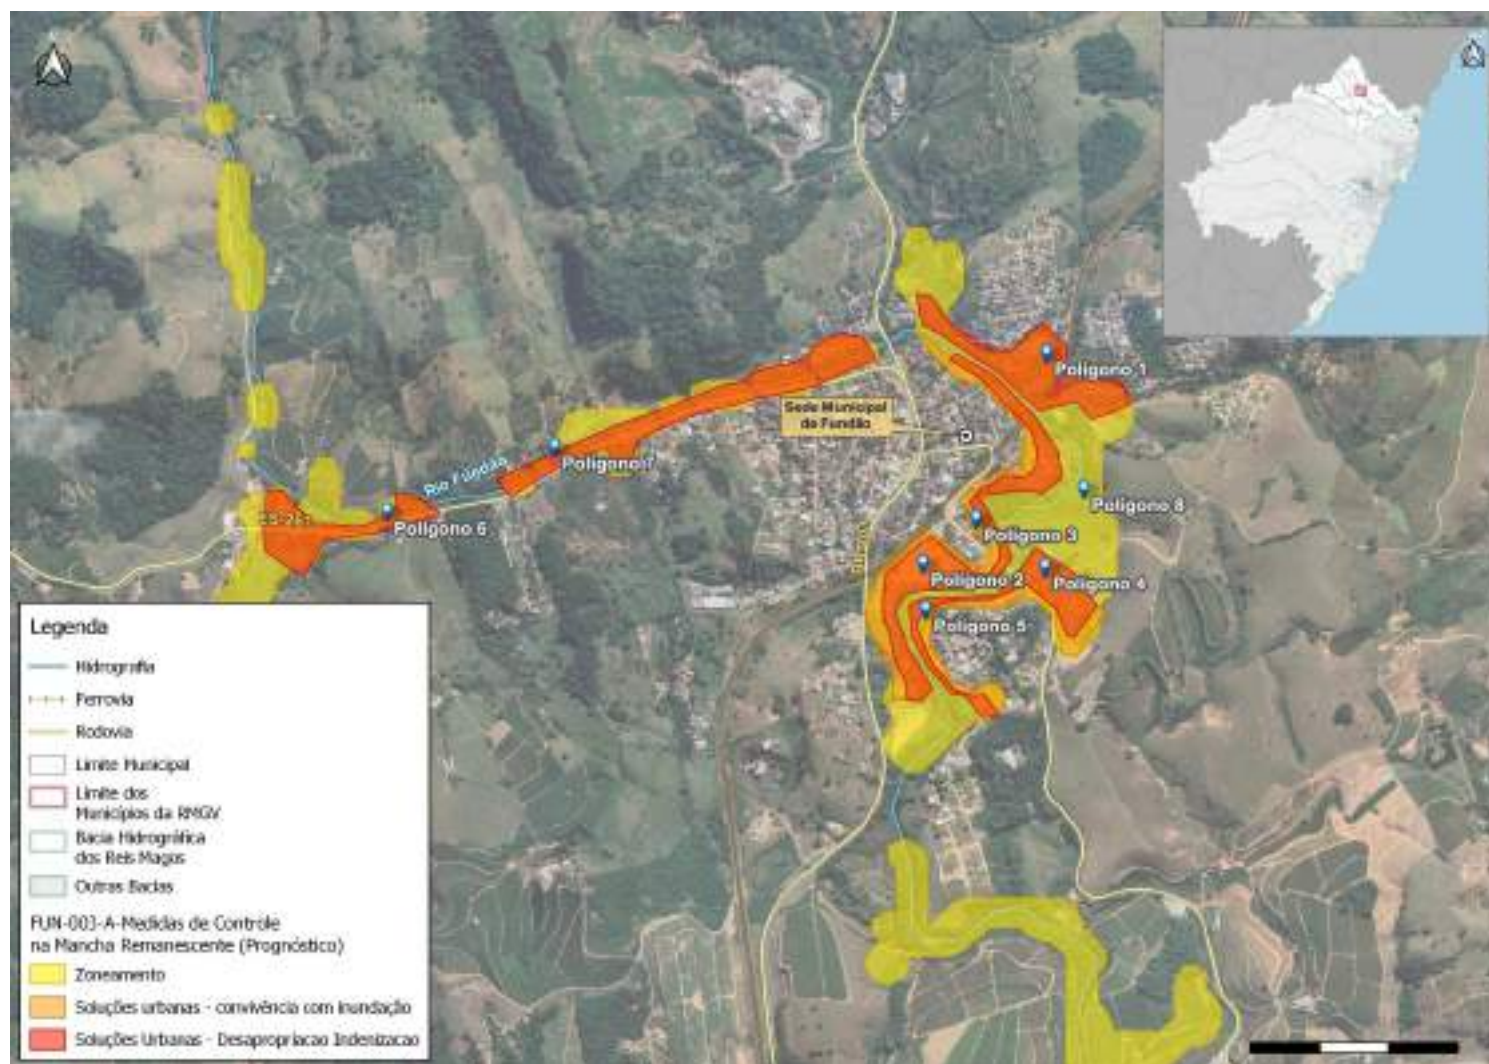 Polígono 1
Sede Municipal
de Fundão
Polígono 7
Rio Fundão
Polígono 8
Polígono 6
Polígono 3
Polígono 2
Polígono 4
Polígono 5
Legenda
Hidrografia
Ferrovia
Rodovia
Limite Municipal
Limite dos
Municípios da RMGV
Bacia Hidrográfica
dos Reis Magos
Outras Bacias
FUN-003-A-Medidas de Controle
na Mancha Remanescente (Prognóstico)
Zoneamento
Soluções urbanas - convivência com inundação
Soluções Urbanas - Desapropriacao Indenizacao